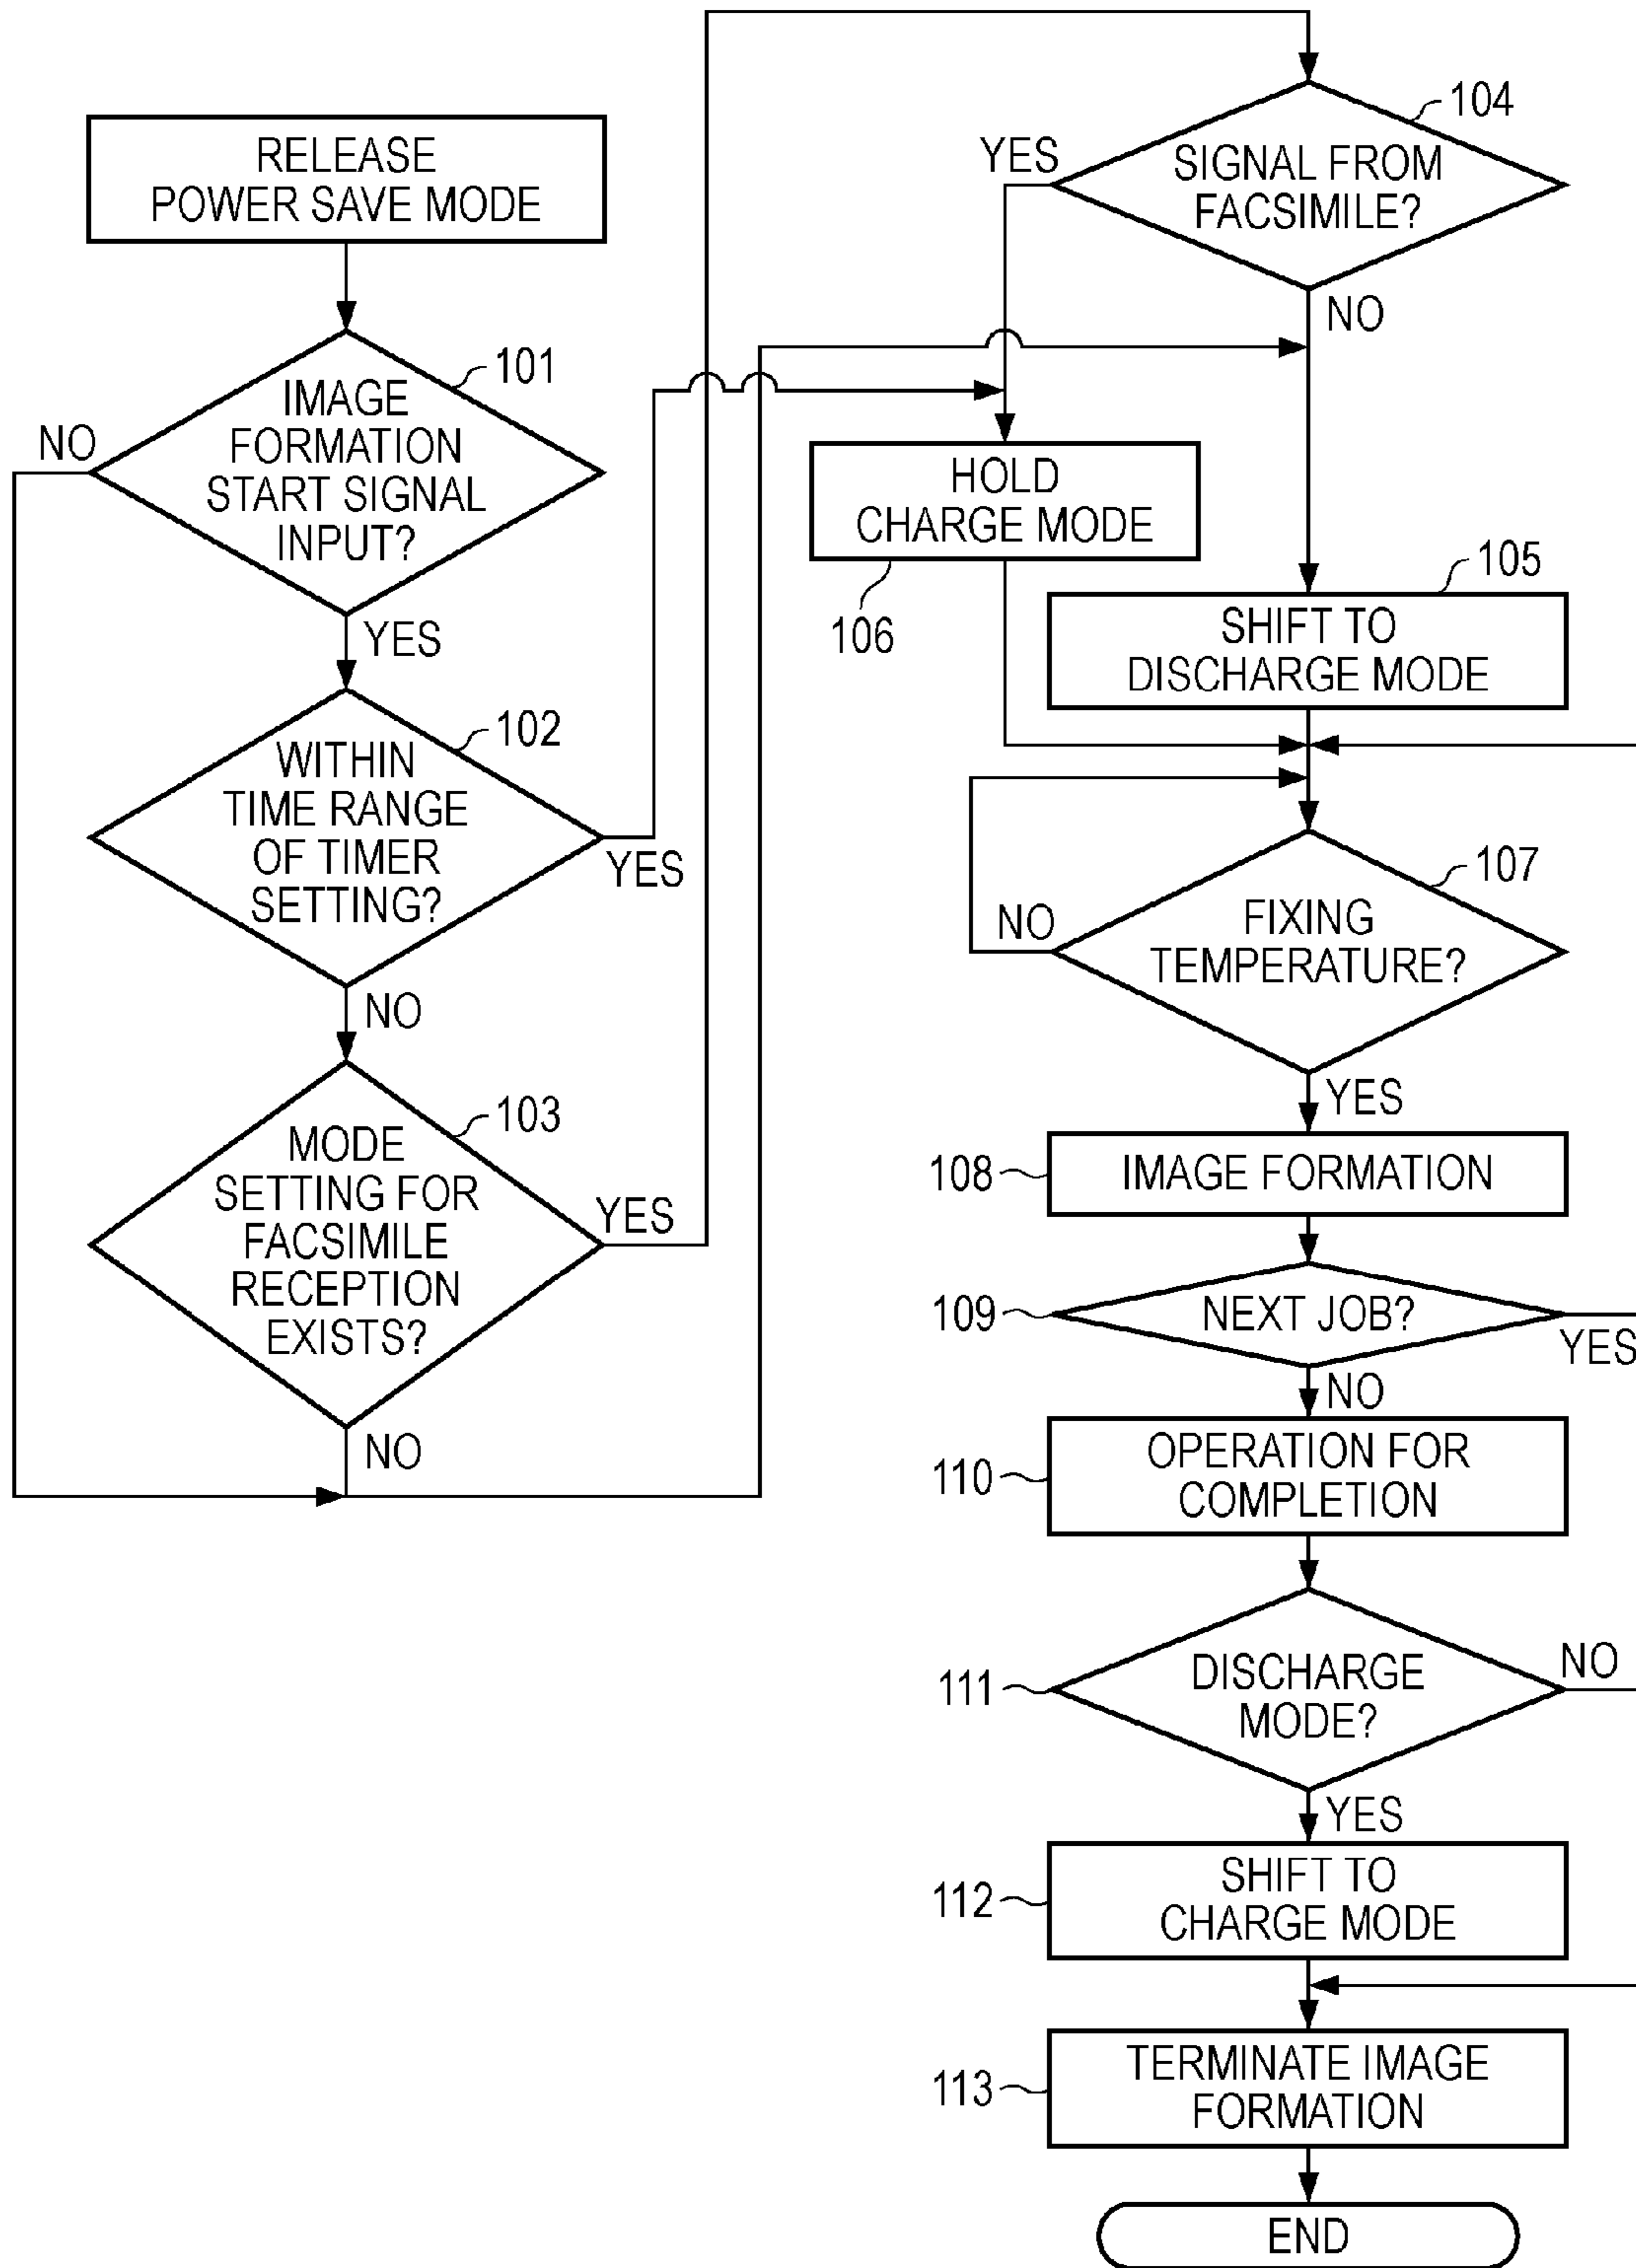 RELEASE
POWER SAVE MODE
101
IMAGE
FORMATION
START SIGNAL
INPUT?
NO
YES
102
WITHIN
TIME RANGE
OF TIMER
SETTING?
YES
NO
103
MODE
SETTING FOR
FACSIMILE
RECEPTION
EXISTS?
YES
NO
104
SIGNAL FROM
FACSIMILE?
YES
NO
HOLD
CHARGE MODE
106
105
SHIFT TO
DISCHARGE MODE
107
FIXING
TEMPERATURE?
NO
YES
108
IMAGE FORMATION
109
NEXT JOB?
YES
NO
110
OPERATION FOR
COMPLETION
111
DISCHARGE
MODE?
NO
YES
112
SHIFT TO
CHARGE MODE
113
TERMINATE IMAGE
FORMATION
END